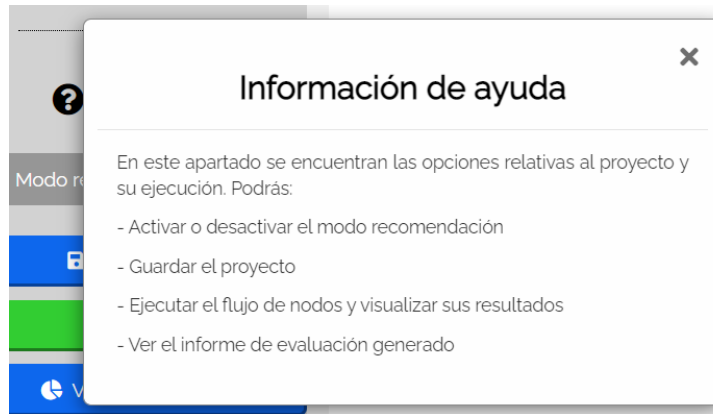 Información de ayuda
En este apartado se encuentran las opciones relativas al proyecto y
su ejecución. Podrás:
- Activar o desactivar el modo recomendación
- Guardar el proyecto
- Ejecutar el flujo de nodos y visualizar sus resultados
- Ver el informe de evaluación generado
Modo re
V